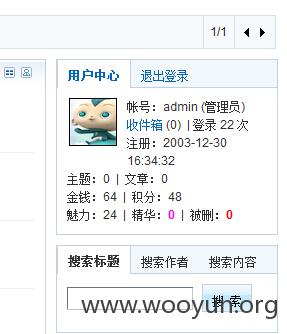 1/1
用户中心 退出登录
帐号：admin (管理员)
收件箱 (0) | 登录 22 次
注册：2003-12-30
16:34:32
主题：0 | 文章：0
金钱：64 | 积分：48
魅力：24 | 精华：0 | 被删：0
搜索标题 搜索作者 搜索内容
搜 索
www.wooyun.org